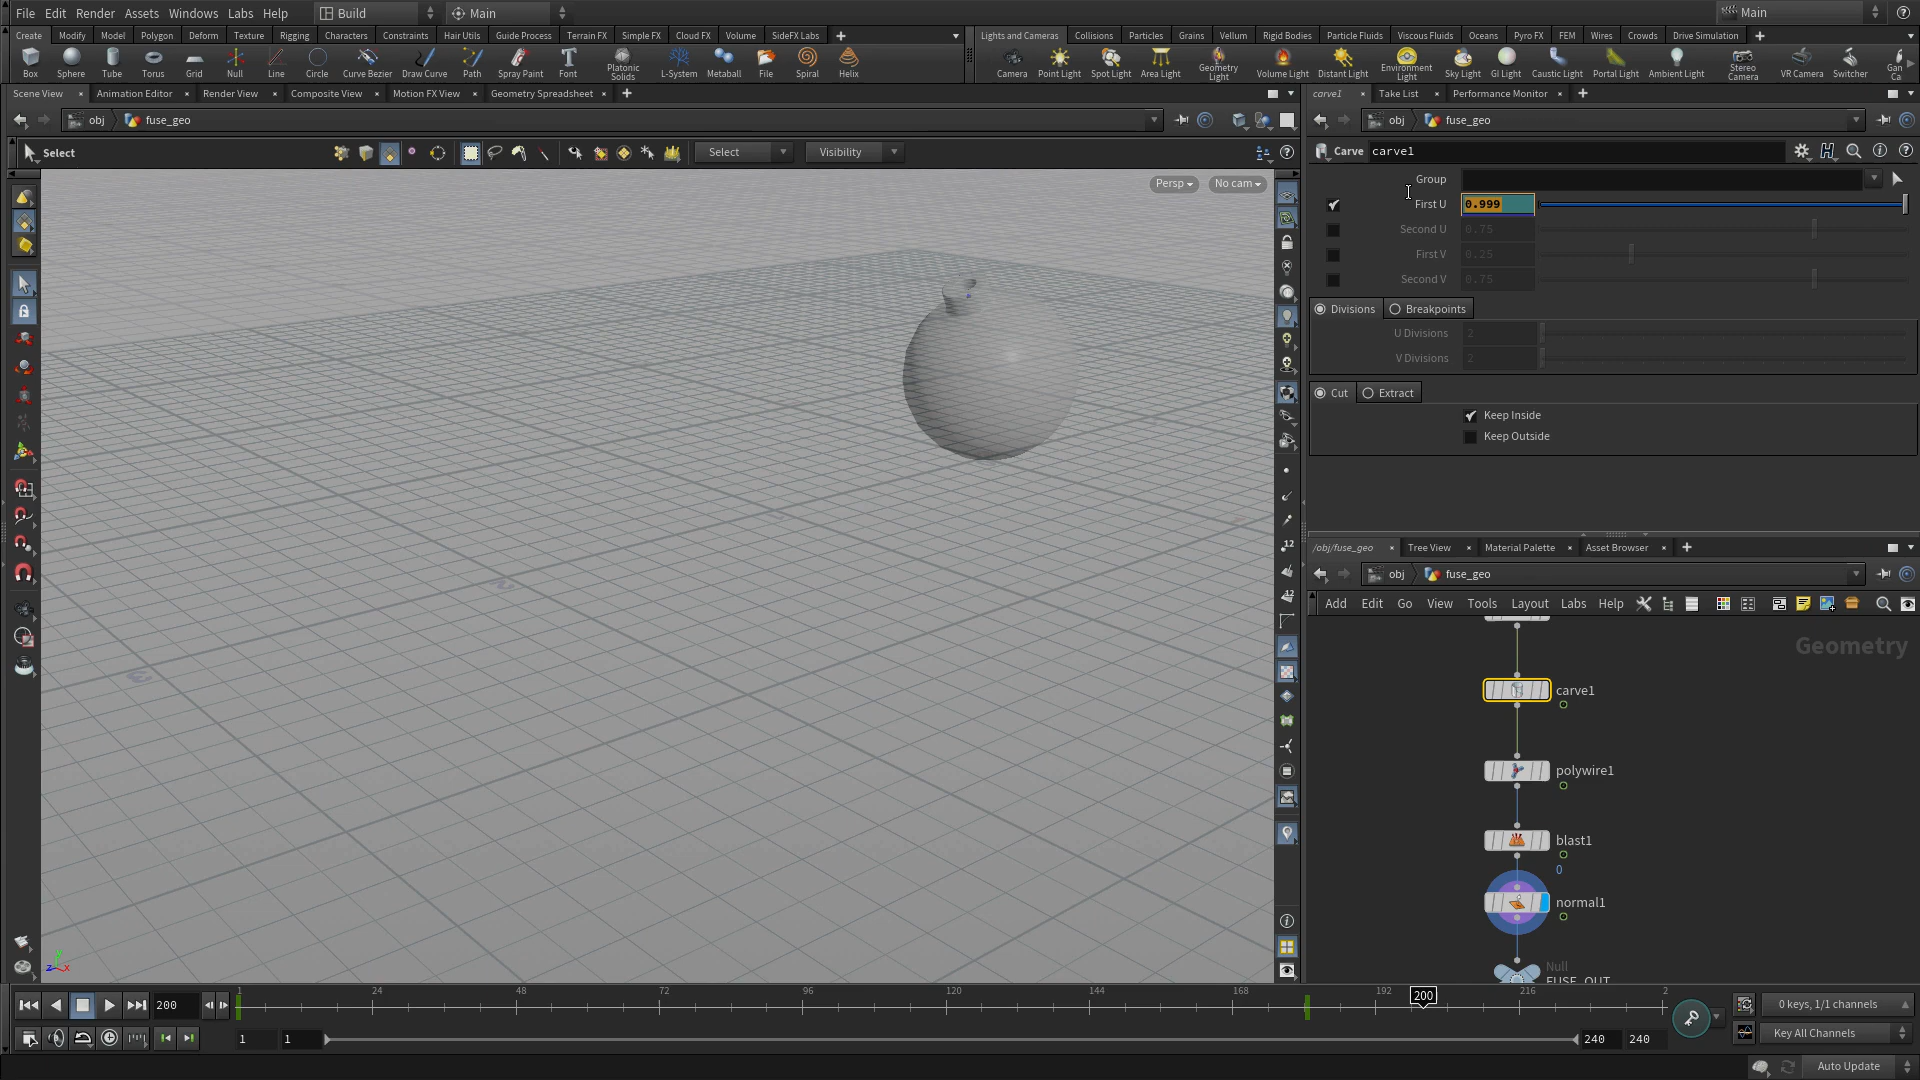 File Edit Render Assets Windows Labs Help Build Main Main
Create Modify Model Polygon Deform Texture Rigging Characters Constraints Hair Utils Guide Process Terrain FX Simple FX Cloud FX Volume SideFX Labs
Lights and Cameras Collisions Particles Grains Vellum Rigid Bodies Particle Fluids Viscous Fluids Oceans Pyro FX FEM Wires Crowds Drive Simulation
Box Sphere Tube Torus Grid Null Line Circle Curve Bezier Draw Curve Path Spray Paint Font Platonic Solids L-System Metaball File Spiral Helix
Camera Point Light Spot Light Area Light Geometry Light Volume Light Distant Light Environment Light Sky Light GI Light Caustic Light Portal Light Ambient Light Stereo Camera VR Camera Switcher Gan Ca
Scene View Animation Editor Render View Composite View Motion FX View Geometry Spreadsheet
carve1 Take List Performance Monitor
obj fuse_geo
obj fuse_geo
Select Select Visibility
Carve carve1
Persp No cam
Group
First U 0.999
Second U 0.75
First V 0.25
Second V 0.75
Divisions Breakpoints
U Divisions 2
V Divisions 2
Cut Extract
Keep Inside
Keep Outside
/obj/fuse_geo Tree View Material Palette Asset Browser
obj fuse_geo
Add Edit Go View Tools Layout Labs Help
Geometry
carve1
polywire1
blast1
0
normal1
Null
FUSE_OUT
12
12
z y x
200 1 24 48 72 96 120 144 168 192 200 216 2
0 keys, 1/1 channels
1 1 240 240 Key All Channels
Auto Update